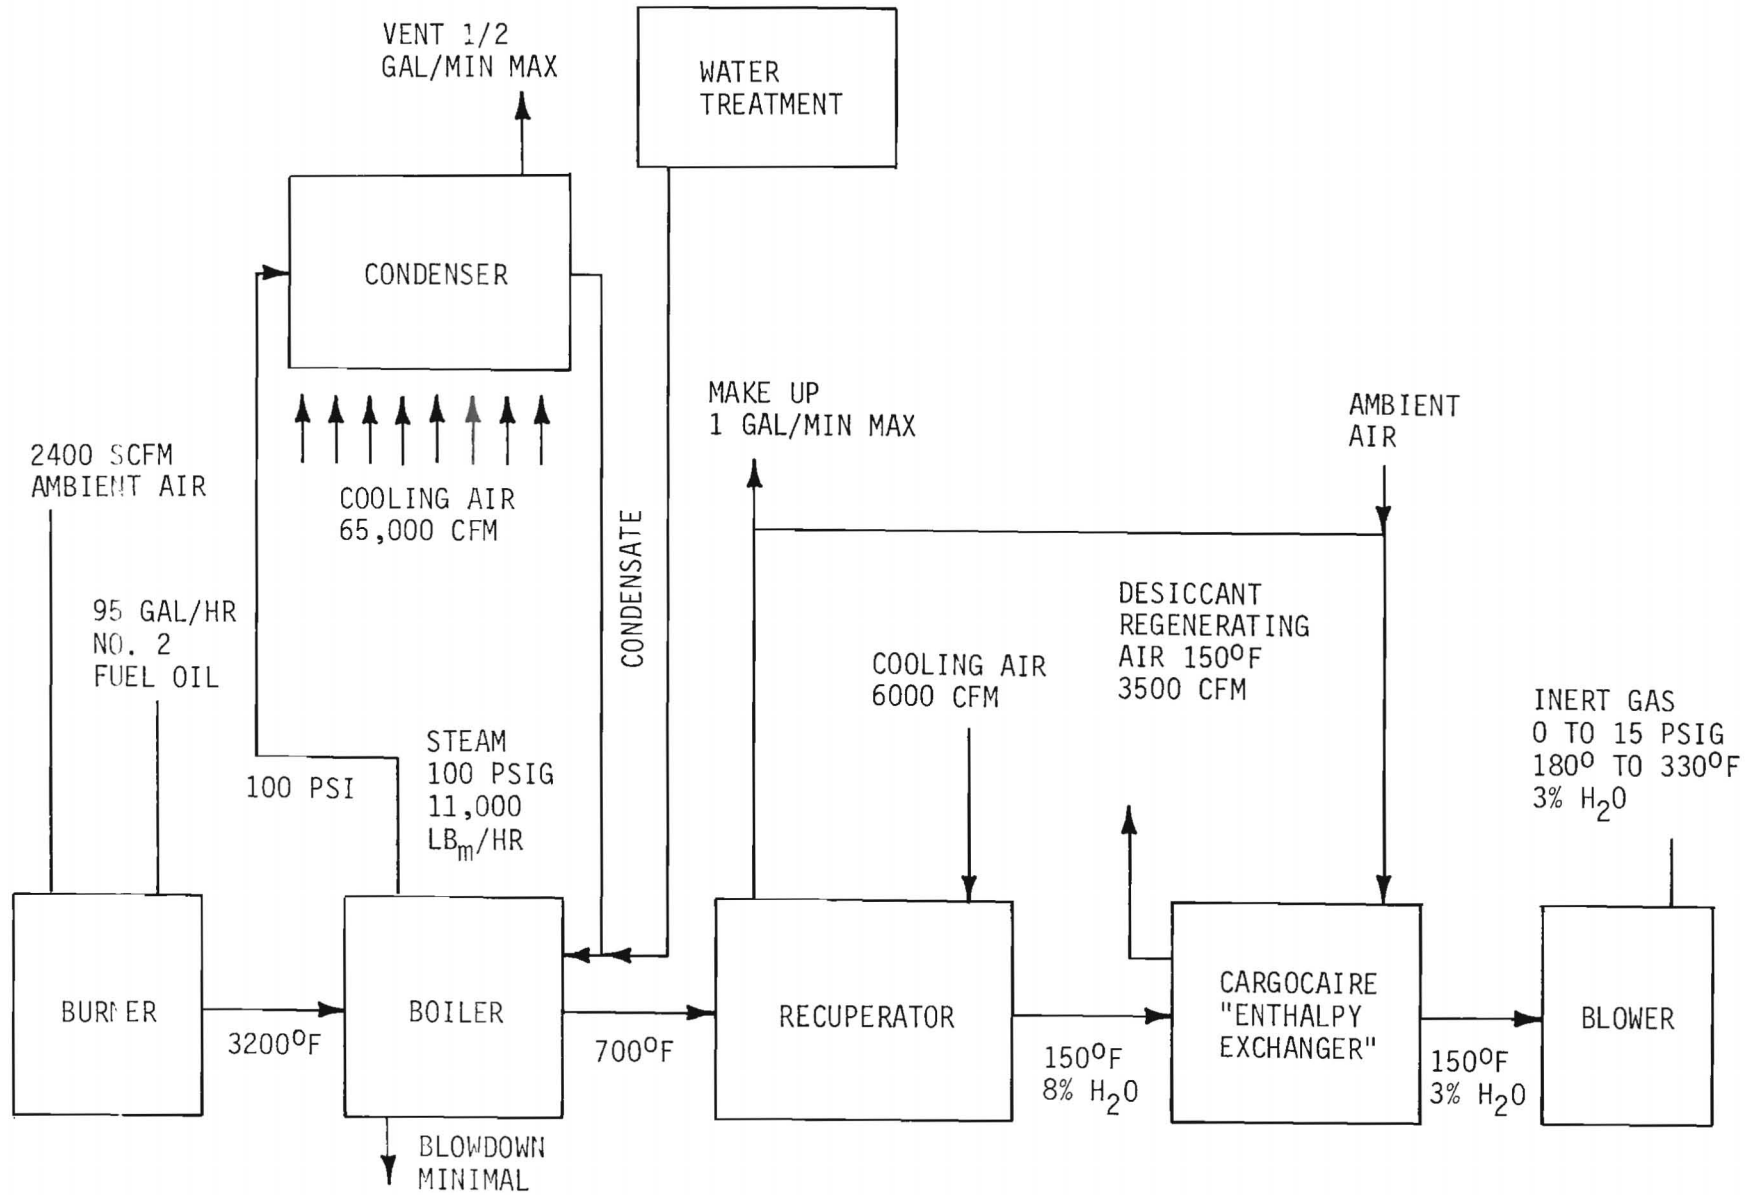 VENT 1/2
GAL/MIN MAX
WATER
TREATMENT
CONDENSER
MAKE UP
1 GAL/MIN MAX
AMBIENT
AIR
2400 SCFM
AMBIENT AIR
COOLING AIR
65,000 CFM
CONDENSATE
95 GAL/HR
NO. 2
FUEL OIL
DESICCANT
REGENERATING
AIR 150°F
3500 CFM
COOLING AIR
6000 CFM
INERT GAS
0 TO 15 PSIG
180° TO 330°F
3% H₂O
100 PSI
STEAM
100 PSIG
11,000
LBₘ/HR
BURNER
3200°F
BOILER
700°F
RECUPERATOR
150°F
8% H₂O
CARGOCAIRE
"ENTHALPY
EXCHANGER"
150°F
3% H₂O
BLOWER
BLOWDOWN
MINIMAL